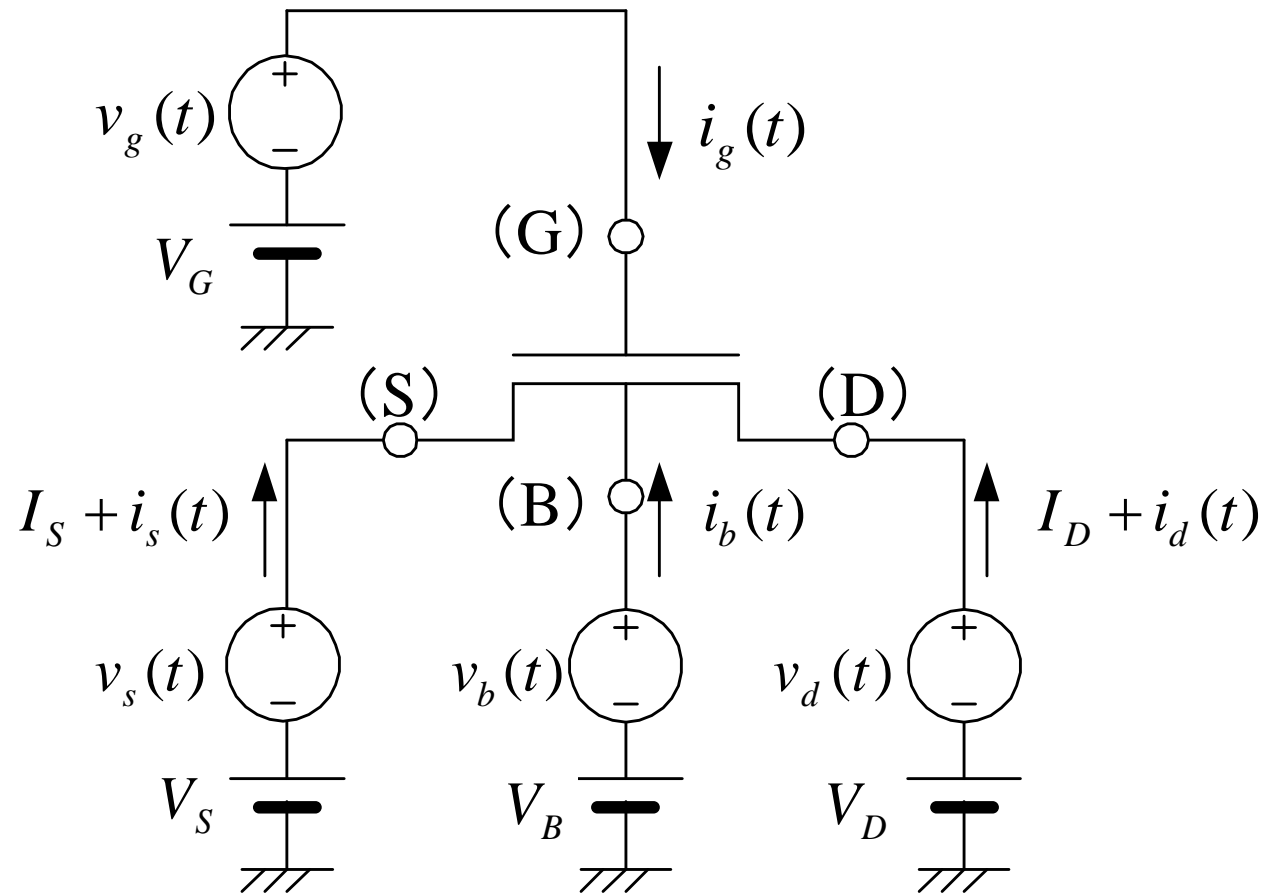 +
v_g(t)
i_g(t)
−
(G)
V_G
(S)
(D)
I_S + i_s(t)
(B)
i_b(t)
I_D + i_d(t)
+ + +
v_s(t) v_b(t) v_d(t)
− − −
V_S V_B V_D